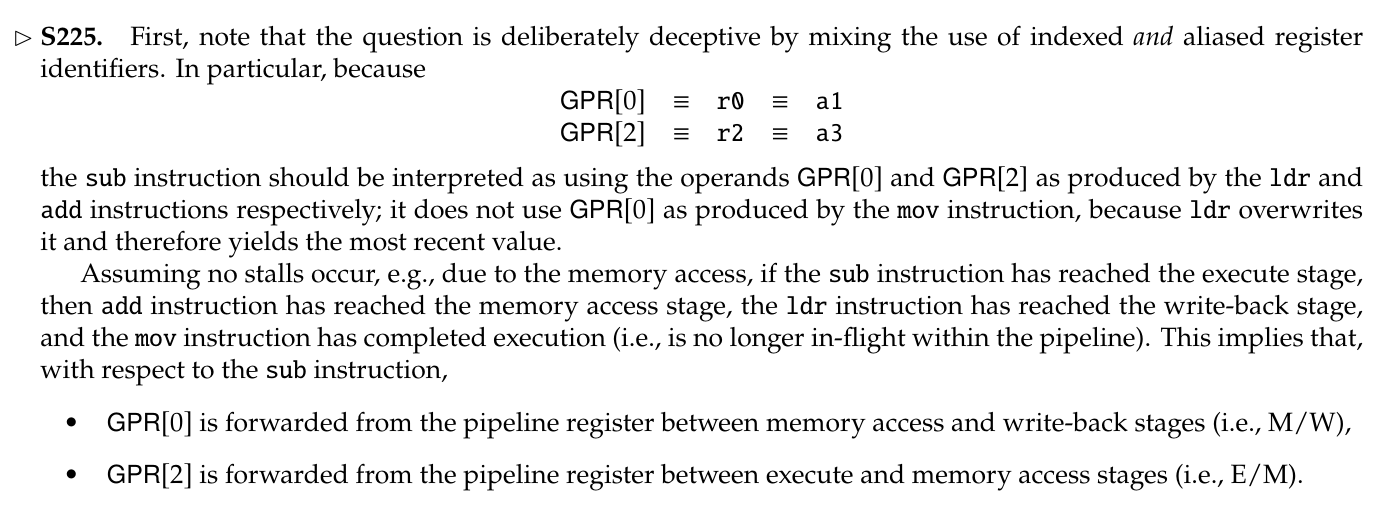 ▷ S225. First, note that the question is deliberately deceptive by mixing the use of indexed and aliased register
identifiers. In particular, because
GPR[0] ≡ r0 ≡ a1
GPR[2] ≡ r2 ≡ a3
the sub instruction should be interpreted as using the operands GPR[0] and GPR[2] as produced by the ldr and
add instructions respectively; it does not use GPR[0] as produced by the mov instruction, because ldr overwrites
it and therefore yields the most recent value.
Assuming no stalls occur, e.g., due to the memory access, if the sub instruction has reached the execute stage,
then add instruction has reached the memory access stage, the ldr instruction has reached the write-back stage,
and the mov instruction has completed execution (i.e., is no longer in-flight within the pipeline). This implies that,
with respect to the sub instruction,
• GPR[0] is forwarded from the pipeline register between memory access and write-back stages (i.e., M/W),
• GPR[2] is forwarded from the pipeline register between execute and memory access stages (i.e., E/M).